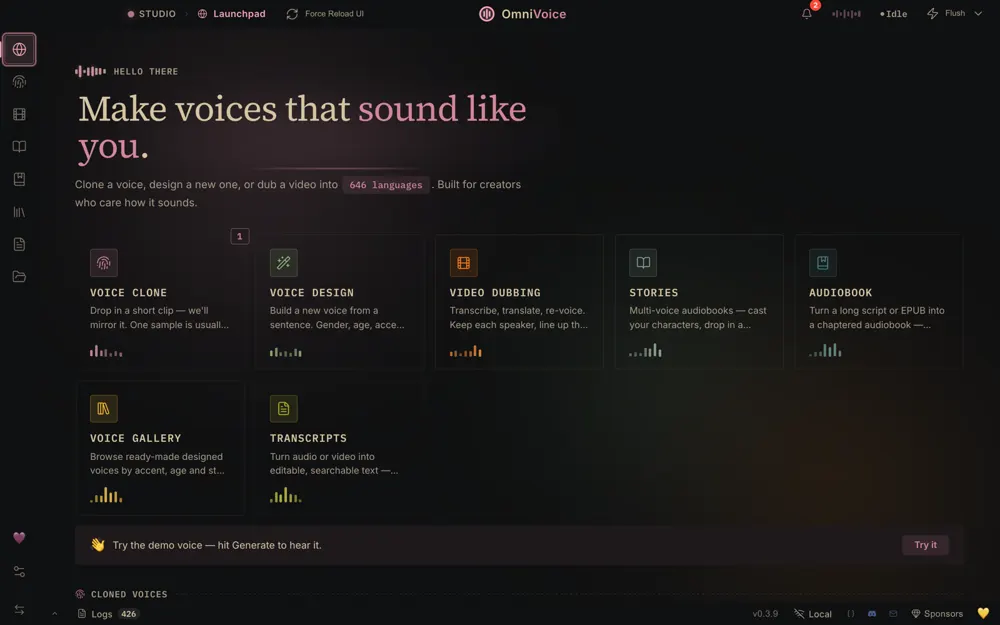 STUDIO
Launchpad
Force Reload UI
OmniVoice
2
Idle
Flush
HELLO THERE
Make voices that sound like
you.
Clone a voice, design a new one, or dub a video into 646 languages . Built for creators
who care how it sounds.
1
VOICE CLONE
Drop in a short clip — we'll
mirror it. One sample is usuall...
VOICE DESIGN
Build a new voice from a
sentence. Gender, age, acce...
VIDEO DUBBING
Transcribe, translate, re-voice.
Keep each speaker, line up th...
STORIES
Multi-voice audiobooks — cast
your characters, drop in a...
AUDIOBOOK
Turn a long script or EPUB into
a chaptered audiobook —...
VOICE GALLERY
Browse ready-made designed
voices by accent, age and st...
TRANSCRIPTS
Turn audio or video into
editable, searchable text —...
👋 Try the demo voice — hit Generate to hear it.
Try it
CLONED VOICES
Logs 426
v0.3.9
Local
Sponsors